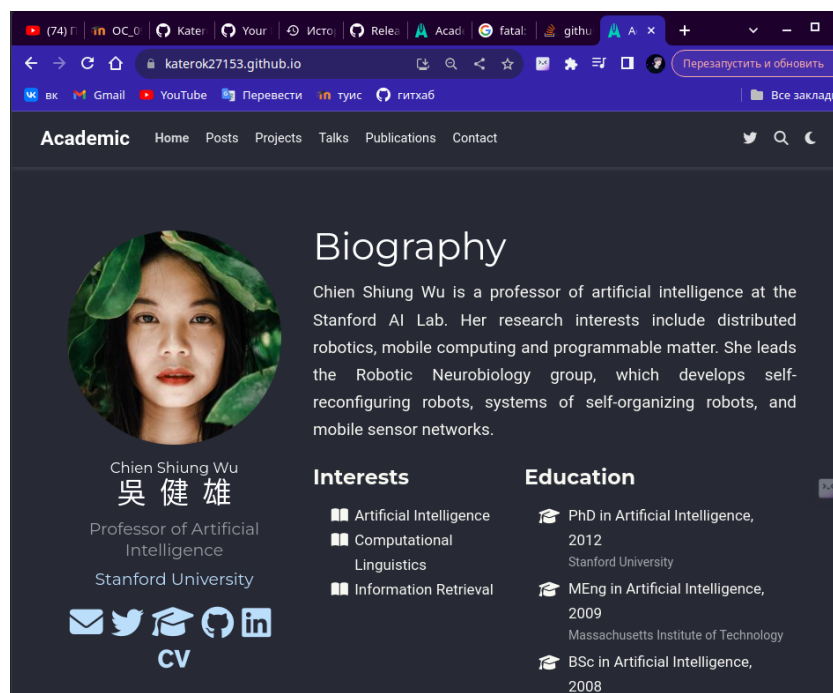 (74) П
ОС_0
Kater
Your
Исто
Relea
Acad
fatal:
githu
A
katerok27153.github.io
Перезапустить и обновить
вк
Gmail
YouTube
Перевести
туис
гитхаб
Все заклад
Academic
Home
Posts
Projects
Talks
Publications
Contact
Biography
Chien Shiung Wu is a professor of artificial intelligence at the
Stanford AI Lab. Her research interests include distributed
robotics, mobile computing and programmable matter. She leads
the Robotic Neurobiology group, which develops self-
reconfiguring robots, systems of self-organizing robots, and
mobile sensor networks.
Chien Shiung Wu
吳健雄
Professor of Artificial
Intelligence
Stanford University
CV
Interests
Artificial Intelligence
Computational
Linguistics
Information Retrieval
Education
PhD in Artificial Intelligence,
2012
Stanford University
MEng in Artificial Intelligence,
2009
Massachusetts Institute of Technology
BSc in Artificial Intelligence,
2008